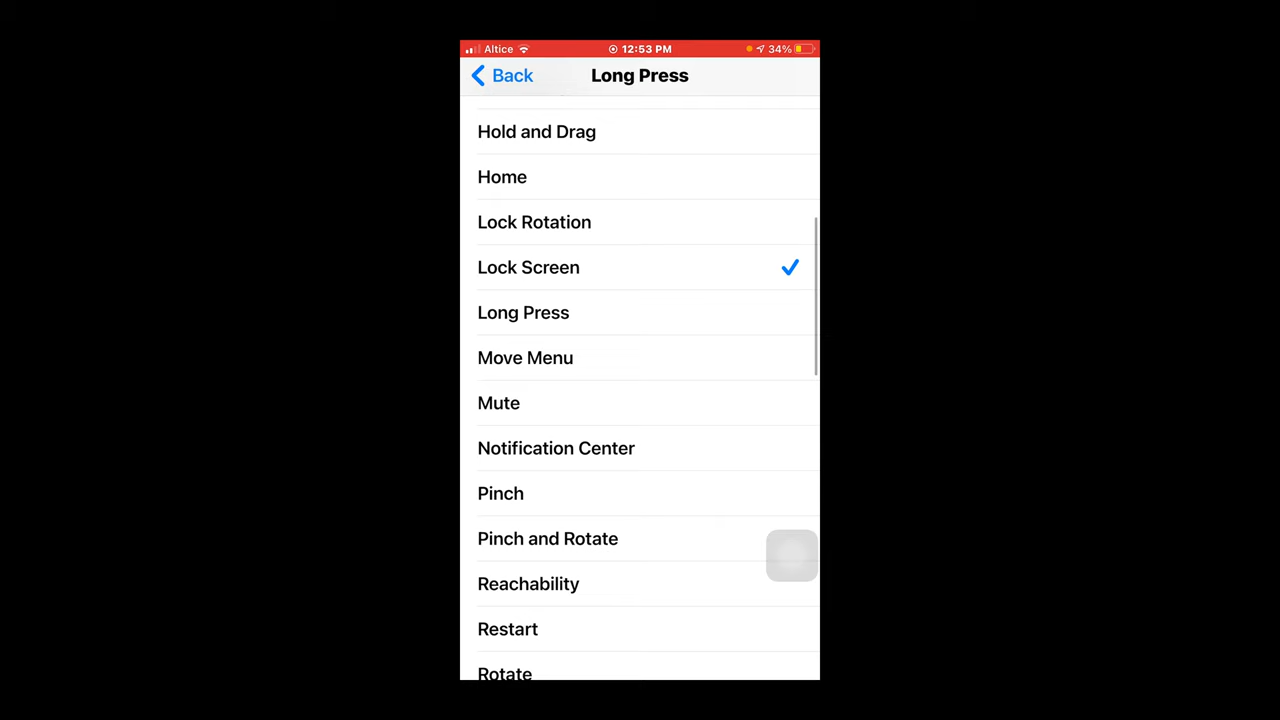 Altice 12:53 PM 34%
Back Long Press
Hold and Drag
Home
Lock Rotation
Lock Screen
Long Press
Move Menu
Mute
Notification Center
Pinch
Pinch and Rotate
Reachability
Restart
Rotate